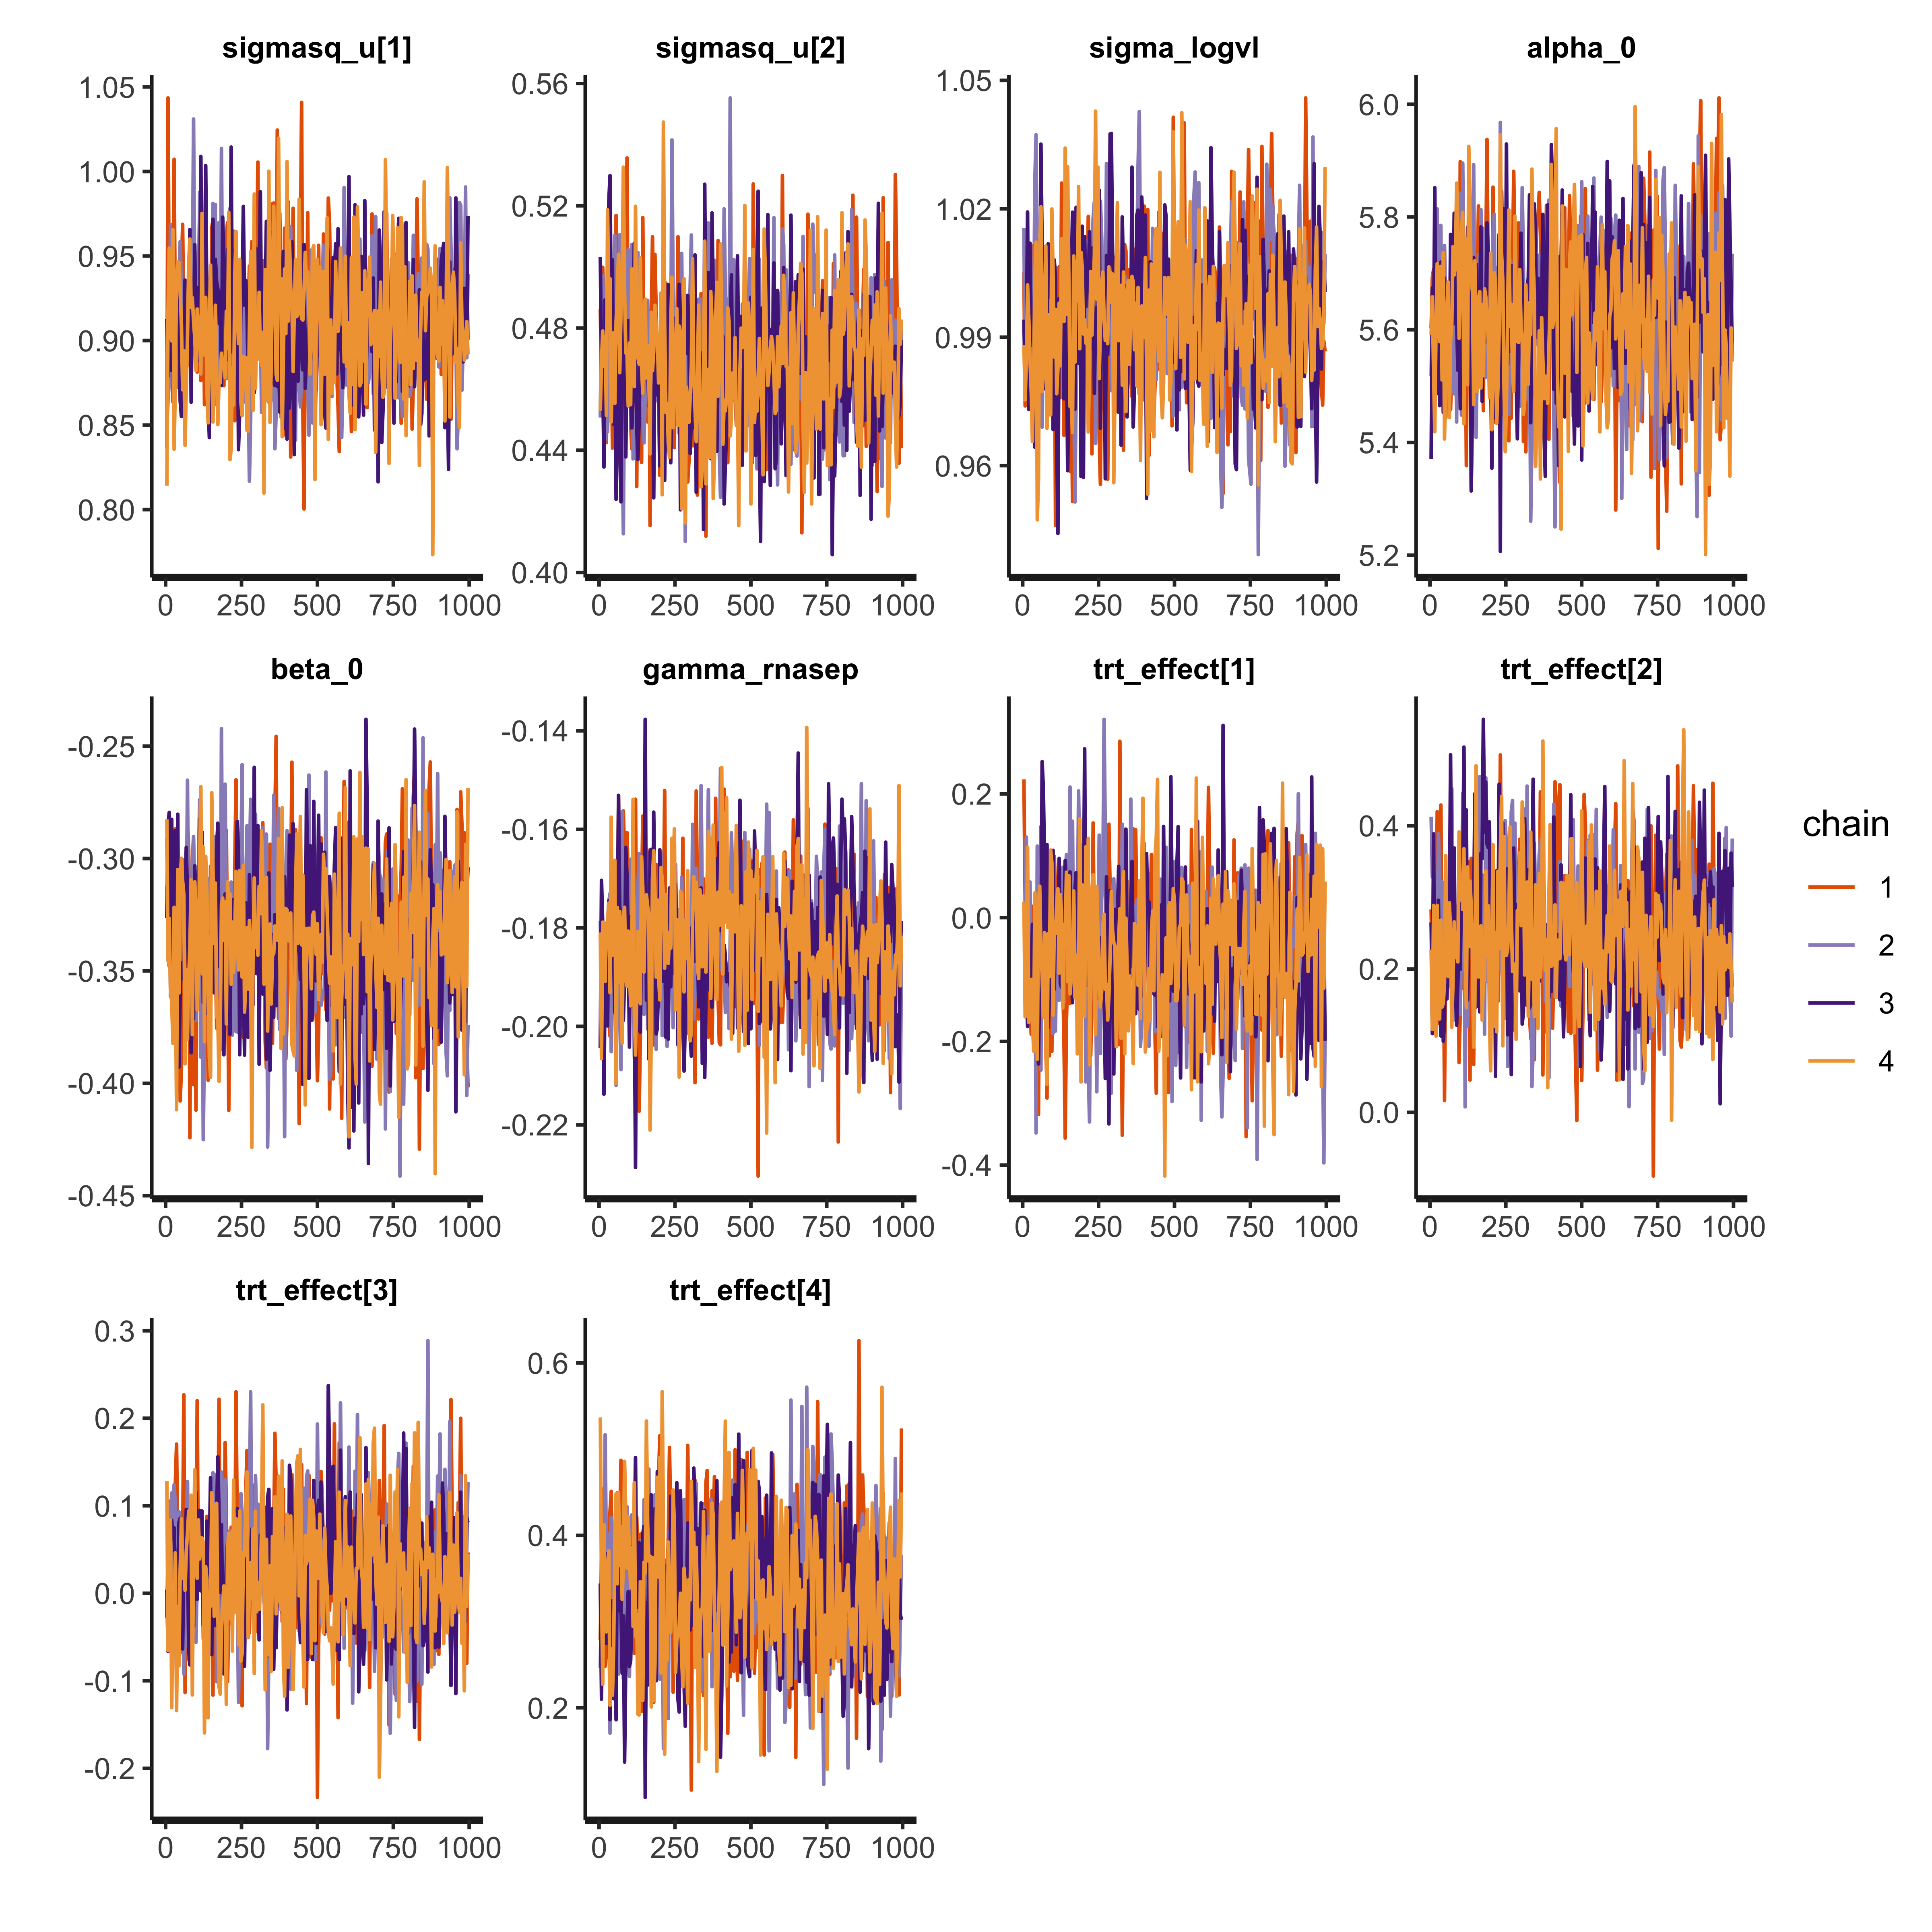 sigmasq_u[1] sigmasq_u[2] sigma_logvl alpha_0
1.05 0.56 1.05 6.0
1.00 0.52 1.02 5.8
0.95 0.48 0.99 5.6
0.90 0.44 0.96 5.4
0.85 0.40 5.2
0.80
0 250 500 750 1000 0 250 500 750 1000 0 250 500 750 1000 0 250 500 750 1000
beta_0 gamma_rnasep trt_effect[1] trt_effect[2]
-0.25 -0.14 0.2 0.4
-0.30 -0.16 0.0 0.2
-0.35 -0.18 -0.2 0.0
-0.40 -0.20 -0.4
-0.45 -0.22
0 250 500 750 1000 0 250 500 750 1000 0 250 500 750 1000 0 250 500 750 1000
chain
1
2
3
4
trt_effect[3] trt_effect[4]
0.3 0.6
0.2 0.4
0.1 0.2
0.0
-0.1
-0.2
0 250 500 750 1000 0 250 500 750 1000